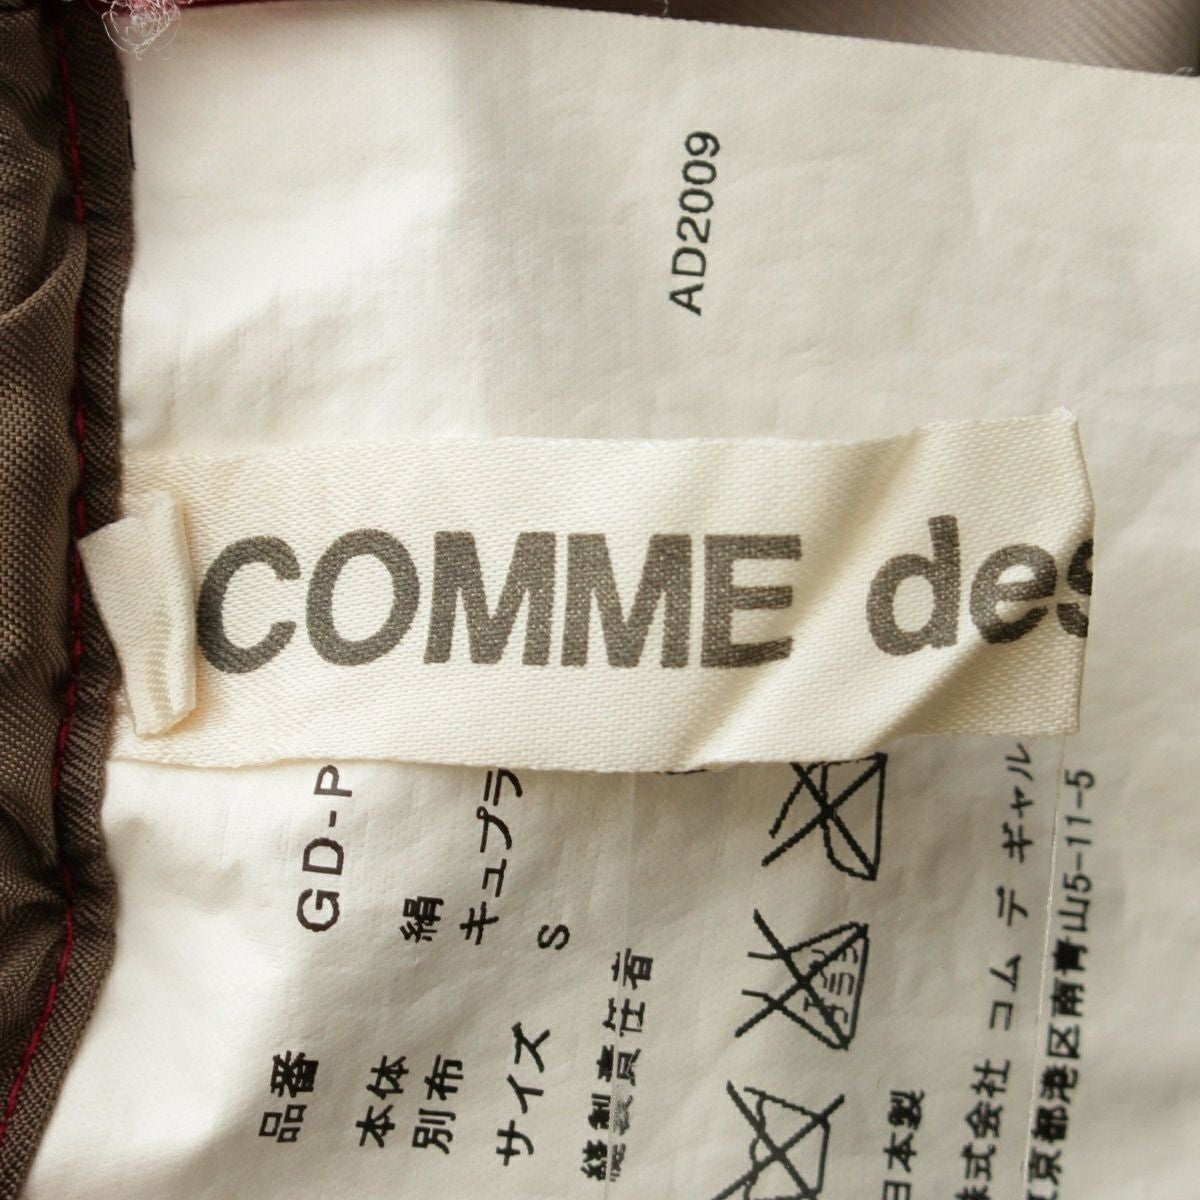 AD2009
COMME des
品番 GD-P
本体 絹
別布 キュプラ
サイズ S
縫製責任者
日本製
株式会社 コム デ ギャル
東京都港区南青山5-11-5